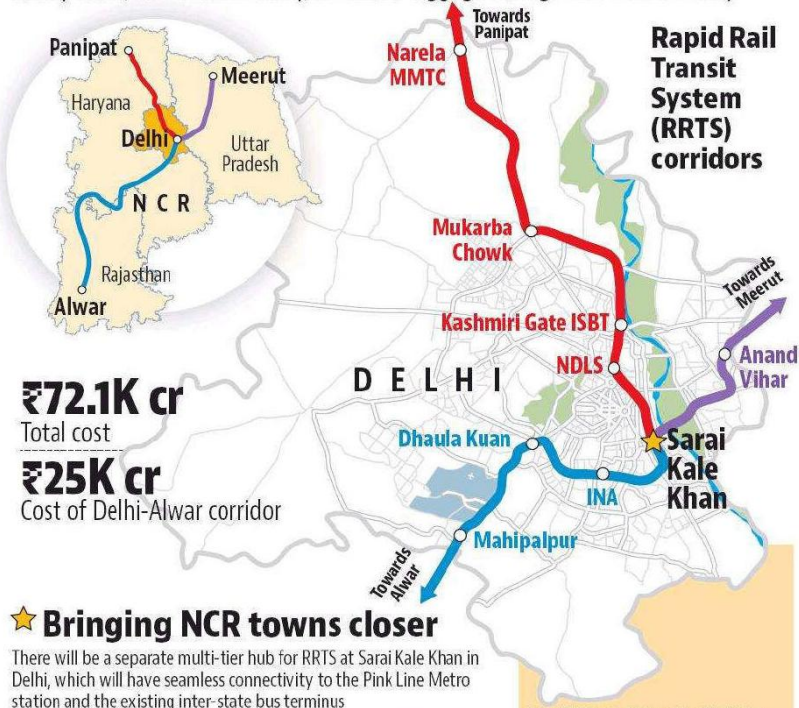 Towards
Panipat
Narela
MMTC
Rapid Rail
Transit
System
(RRTS)
corridors
Panipat
Meerut
Haryana
Delhi
Uttar
Pradesh
NCR
Rajasthan
Alwar
Mukarba
Chowk
Towards
Meerut
Kashmiri Gate ISBT
NDLS
Anand
Vihar
DELHI
₹72.1K cr
Total cost
₹25K cr
Cost of Delhi-Alwar corridor
Dhaula Kuan
Sarai
Kale
Khan
INA
Mahipalpur
Towards
Alwar
Bringing NCR towns closer
There will be a separate multi-tier hub for RRTS at Sarai Kale Khan in
Delhi, which will have seamless connectivity to the Pink Line Metro
station and the existing inter-state bus terminus